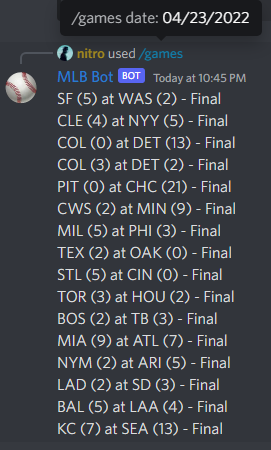 /games date: 04/23/2022
nitro used /games
MLB Bot BOT Today at 10:45 PM
SF (5) at WAS (2) - Final
CLE (4) at NYY (5) - Final
COL (0) at DET (13) - Final
COL (3) at DET (2) - Final
PIT (0) at CHC (21) - Final
CWS (2) at MIN (9) - Final
MIL (5) at PHI (3) - Final
TEX (2) at OAK (0) - Final
STL (5) at CIN (0) - Final
TOR (3) at HOU (2) - Final
BOS (2) at TB (3) - Final
MIA (9) at ATL (7) - Final
NYM (2) at ARI (5) - Final
LAD (2) at SD (3) - Final
BAL (5) at LAA (4) - Final
KC (7) at SEA (13) - Final